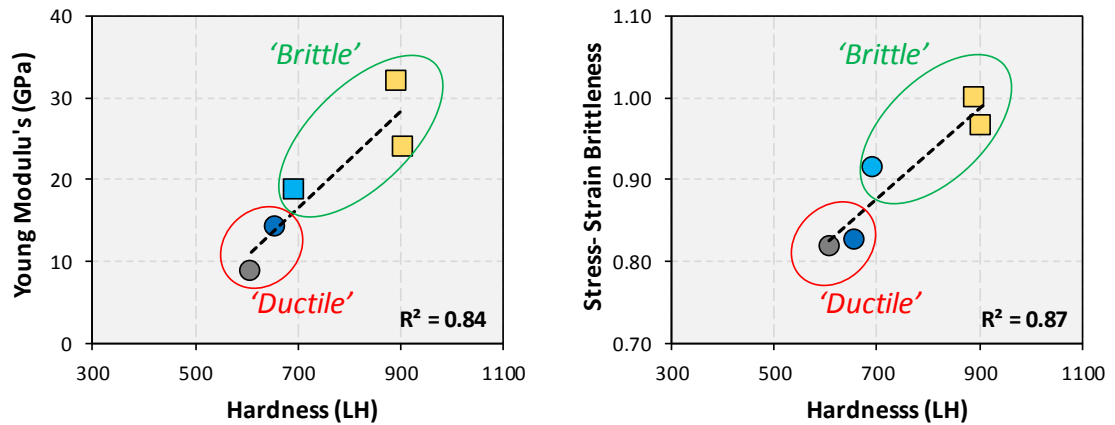 Young Modulu's (GPa)
40
30
20
10
0
300
500
700
900
1100
Hardness (LH)
‘Brittle’
‘Ductile’
R² = 0.84
Stress- Strain Brittleness
1.10
1.00
0.90
0.80
0.70
300
500
700
900
1100
Hardnesss (LH)
‘Brittle’
‘Ductile’
R² = 0.87